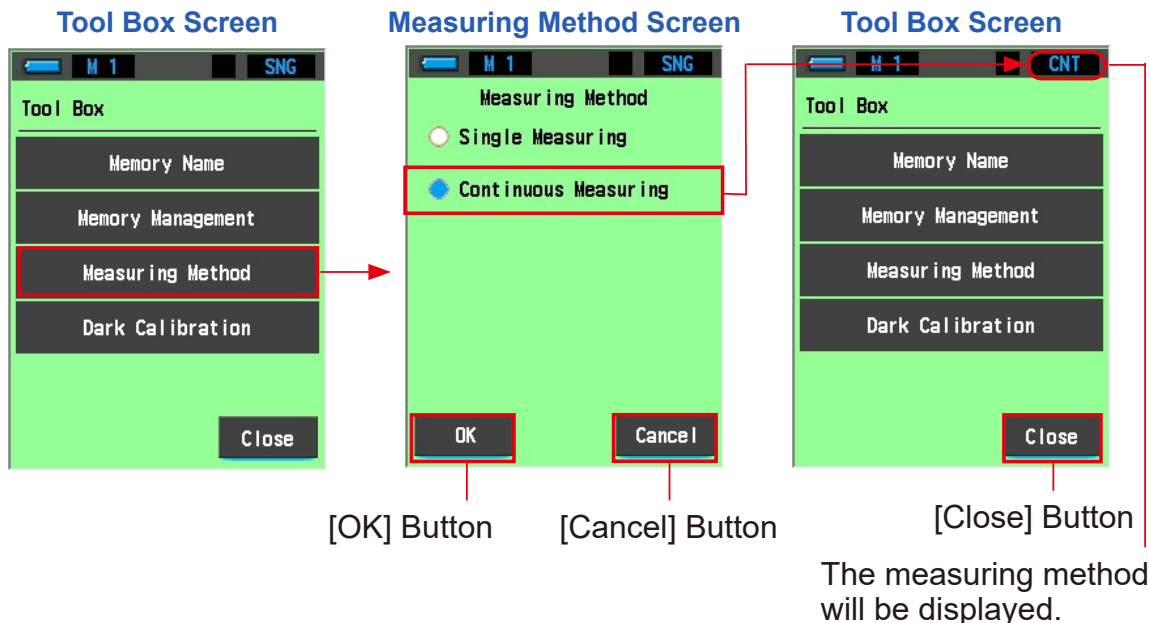 Tool Box Screen
M 1 SNG
Tool Box
Memory Name
Memory Management
Measuring Method
Dark Calibration
Close
Measuring Method Screen
M 1 SNG
Measuring Method
Single Measuring
Continuous Measuring
OK Cancel
[OK] Button [Cancel] Button
Tool Box Screen
M 1 CNT
Tool Box
Memory Name
Memory Management
Measuring Method
Dark Calibration
Close
[Close] Button
The measuring method
will be displayed.